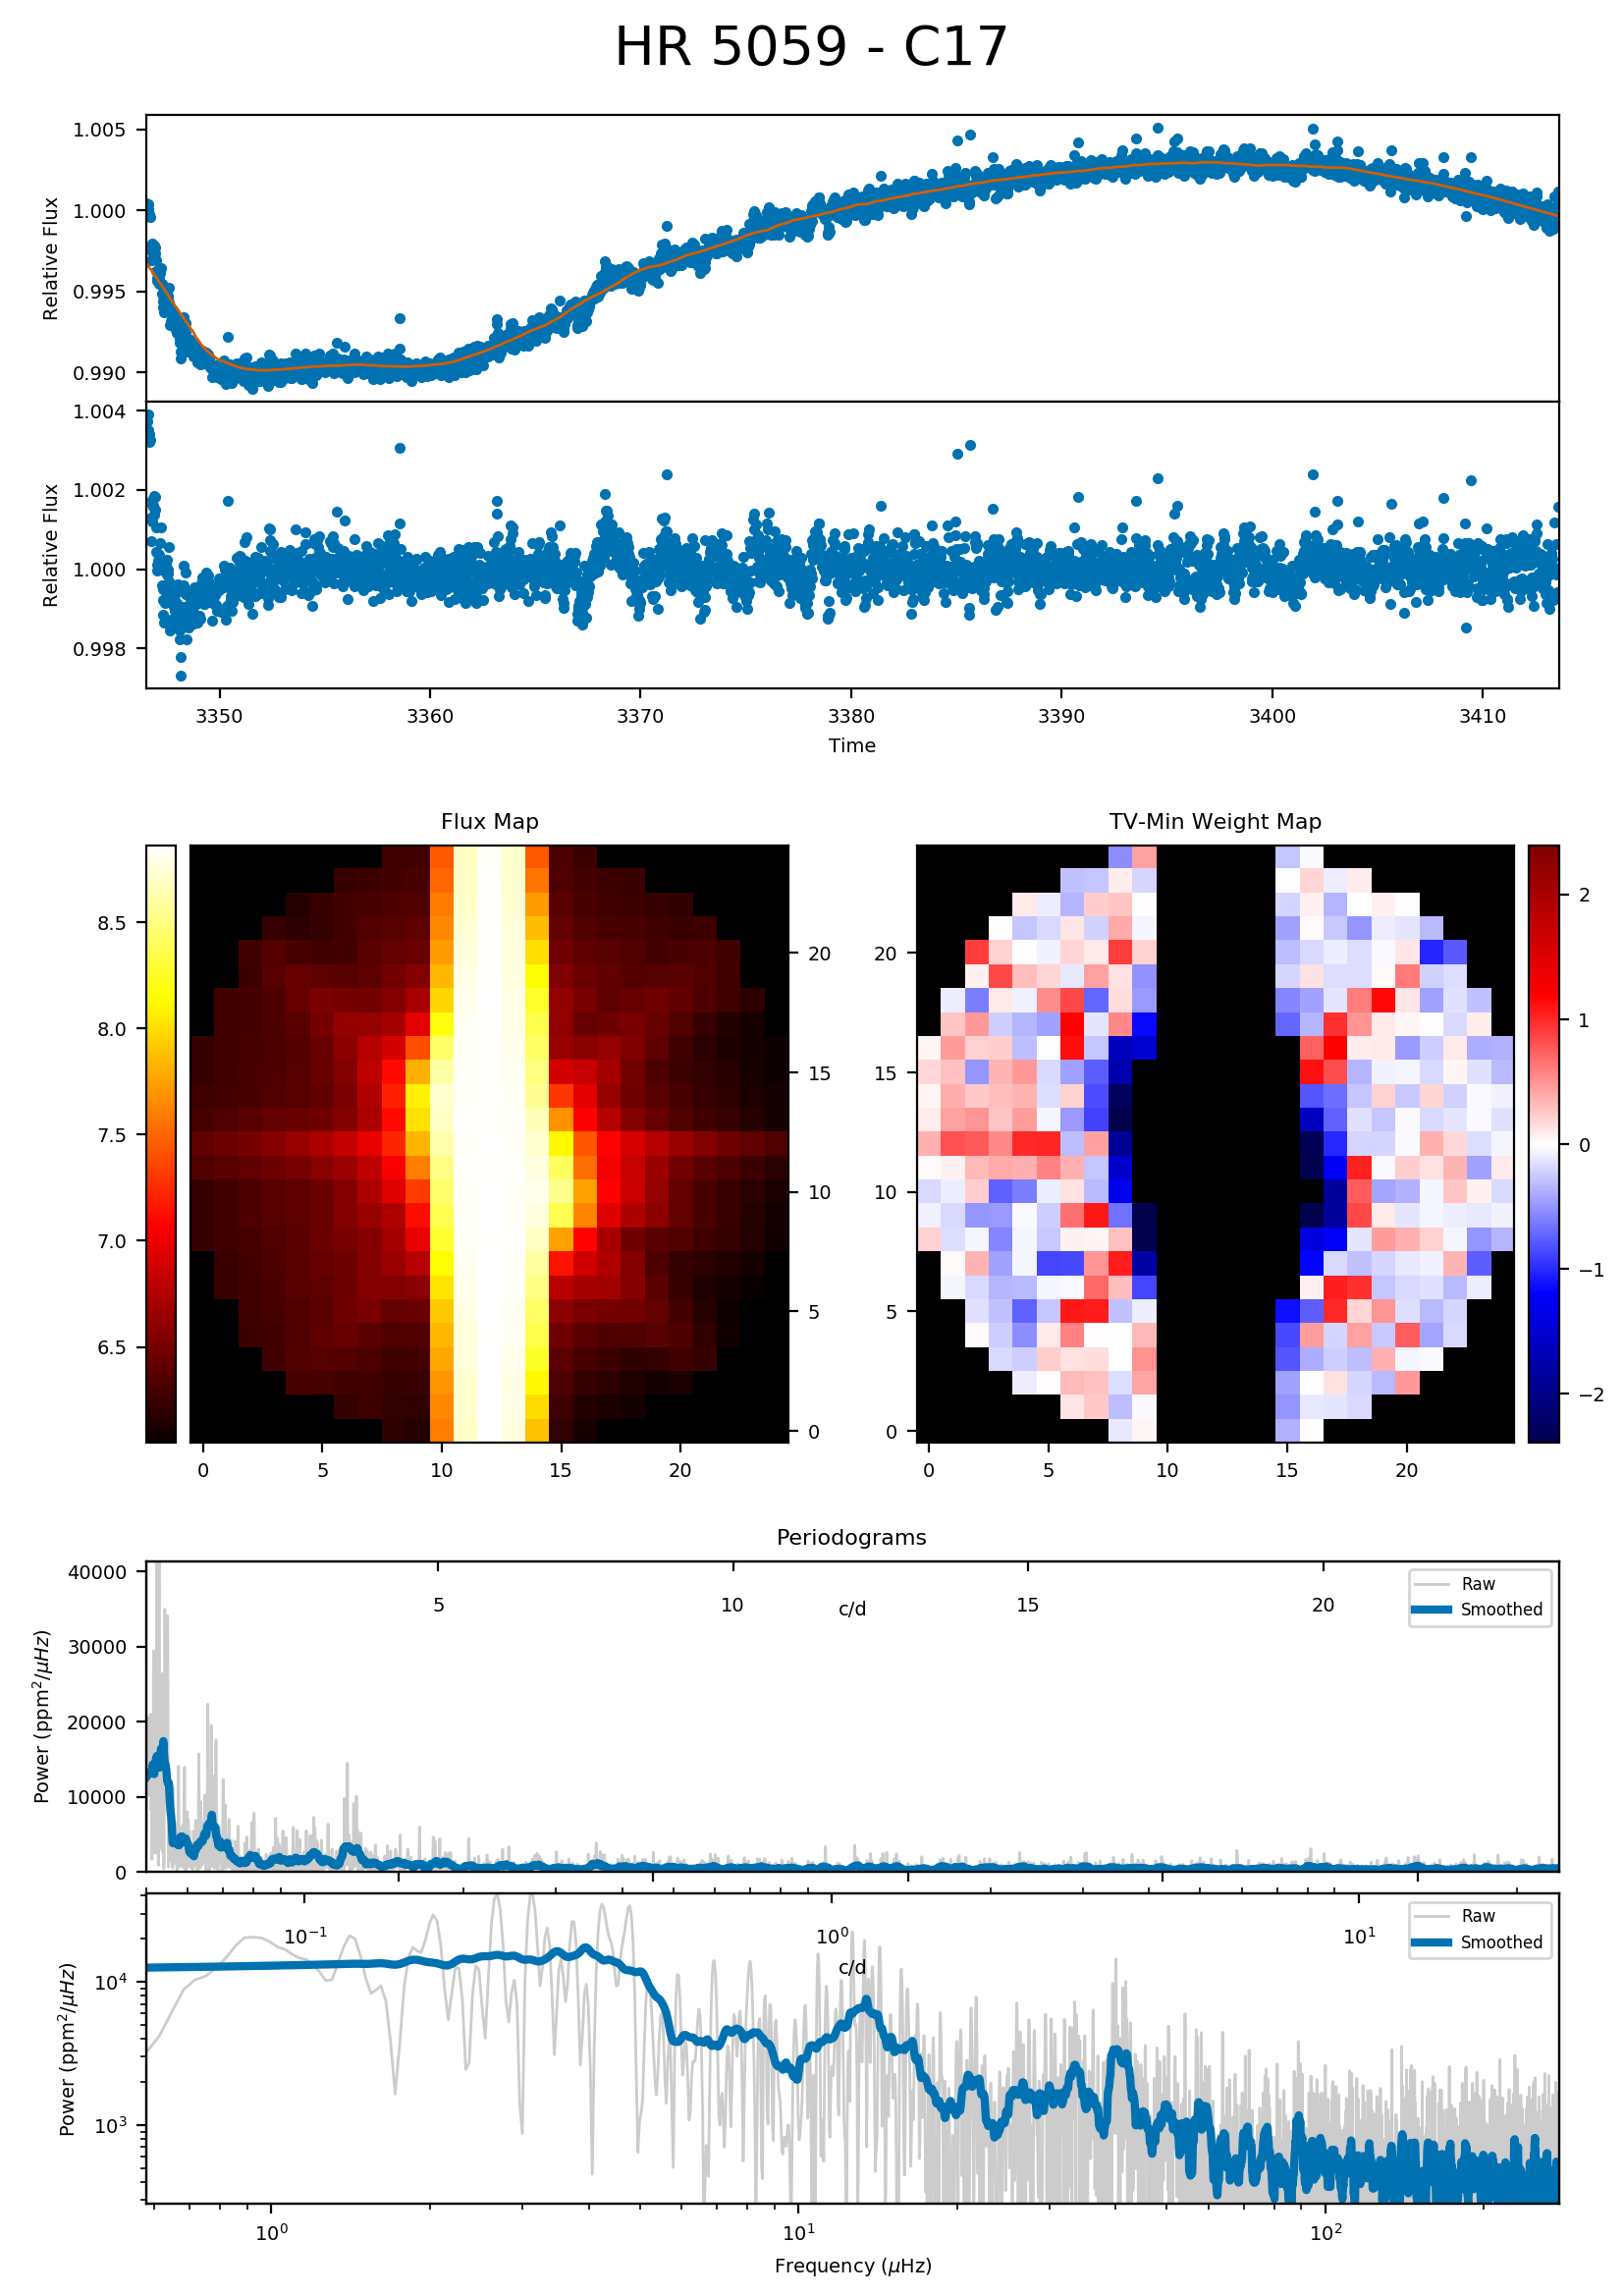 HR 5059 - C17
1.005
1.000
0.995
0.990
Relative Flux
1.004
1.002
1.000
0.998
Relative Flux
3350 3360 3370 3380 3390 3400 3410
Time
Flux Map
8.5
8.0
7.5
7.0
6.5
20
15
10
5
0
0 5 10 15 20
TV-Min Weight Map
20
15
10
5
0
0 5 10 15 20
2
1
0
−1
−2
Periodograms
40000
30000
20000
10000
0
Power (ppm²/μHz)
5 10 15 20
c/d
Raw
Smoothed
10⁴
10³
Power (ppm²/μHz)
10⁻¹ 10⁰ 10¹
c/d
Raw
Smoothed
10⁰ 10¹ 10²
Frequency (μHz)